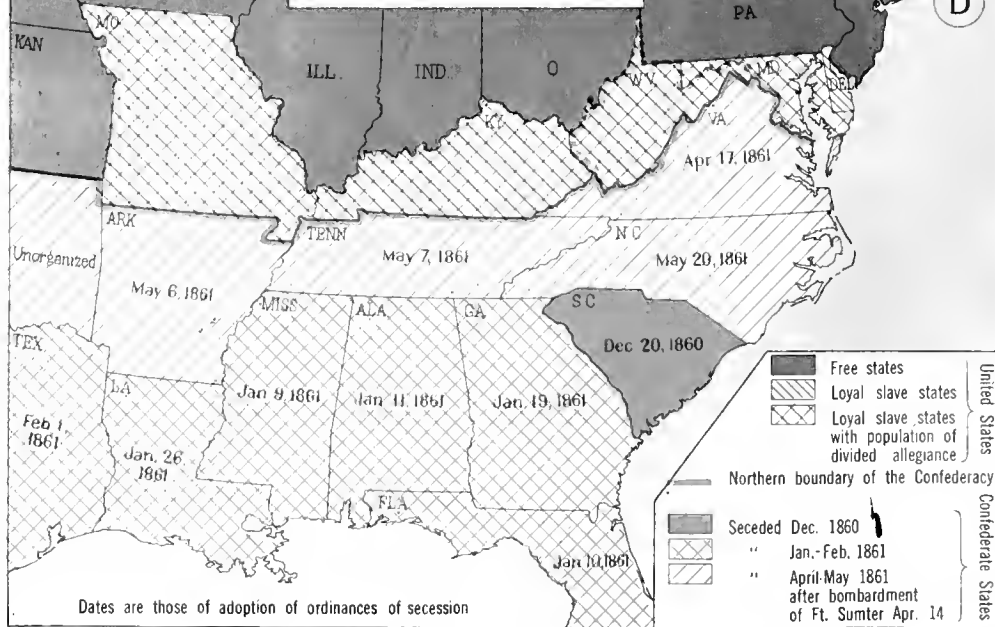 D
MO
PA
KAN
ILL.
IND.
O
W.V.
MD.
DEL
KY.
VA.
Apr 17, 1861
ARK
TENN
N C
Unorganized
May 7, 1861
May 20, 1861
May 6, 1861
MISS
ALA.
GA
S C
TEX
Dec 20, 1860
LA
Jan 9, 1861
Jan 11, 1861
Jan. 19, 1861
Feb 1,
1861
Jan. 26
1861
FLA
Jan 10, 1861
Free states
Loyal slave states
Loyal slave states
with population of
divided allegiance
United States
Northern boundary of the Confederacy
Seceded Dec. 1860
" Jan.-Feb. 1861
" April-May 1861
after bombardment
of Ft. Sumter Apr. 14
Confederate States
Dates are those of adoption of ordinances of secession